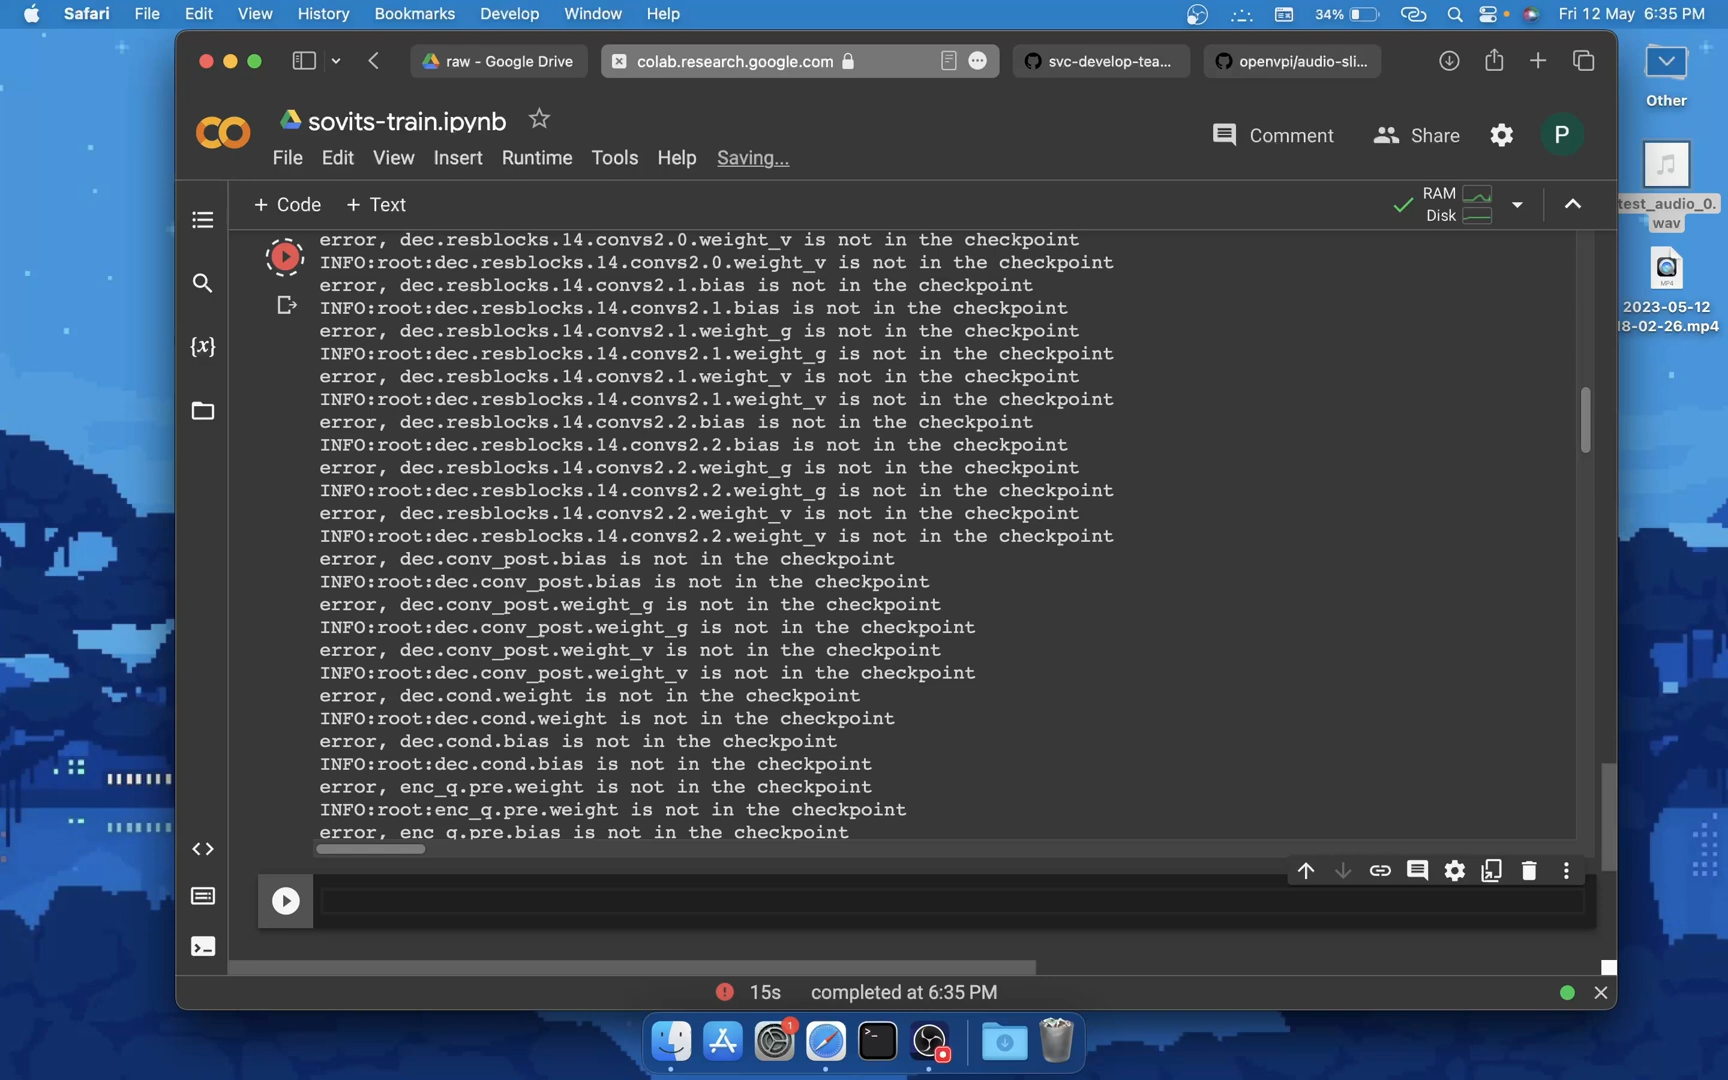 Safari File Edit View History Bookmarks Develop Window Help
34% Fri 12 May 6:35 PM
raw - Google Drive
colab.research.google.com
svc-develop-tea...
openvpi/audio-sli...
Other
sovits-train.ipynb
Comment Share P
File Edit View Insert Runtime Tools Help Saving...
+ Code + Text
RAM
Disk
test_audio_0.
wav
MP4
2023-05-12
18-02-26.mp4
{x}
error, dec.resblocks.14.convs2.0.weight_v is not in the checkpoint
INFO:root:dec.resblocks.14.convs2.0.weight_v is not in the checkpoint
error, dec.resblocks.14.convs2.1.bias is not in the checkpoint
INFO:root:dec.resblocks.14.convs2.1.bias is not in the checkpoint
error, dec.resblocks.14.convs2.1.weight_g is not in the checkpoint
INFO:root:dec.resblocks.14.convs2.1.weight_g is not in the checkpoint
error, dec.resblocks.14.convs2.1.weight_v is not in the checkpoint
INFO:root:dec.resblocks.14.convs2.1.weight_v is not in the checkpoint
error, dec.resblocks.14.convs2.2.bias is not in the checkpoint
INFO:root:dec.resblocks.14.convs2.2.bias is not in the checkpoint
error, dec.resblocks.14.convs2.2.weight_g is not in the checkpoint
INFO:root:dec.resblocks.14.convs2.2.weight_g is not in the checkpoint
error, dec.resblocks.14.convs2.2.weight_v is not in the checkpoint
INFO:root:dec.resblocks.14.convs2.2.weight_v is not in the checkpoint
error, dec.conv_post.bias is not in the checkpoint
INFO:root:dec.conv_post.bias is not in the checkpoint
error, dec.conv_post.weight_g is not in the checkpoint
INFO:root:dec.conv_post.weight_g is not in the checkpoint
error, dec.conv_post.weight_v is not in the checkpoint
INFO:root:dec.conv_post.weight_v is not in the checkpoint
error, dec.cond.weight is not in the checkpoint
INFO:root:dec.cond.weight is not in the checkpoint
error, dec.cond.bias is not in the checkpoint
INFO:root:dec.cond.bias is not in the checkpoint
error, enc_q.pre.weight is not in the checkpoint
INFO:root:enc_q.pre.weight is not in the checkpoint
error, enc_q.pre.bias is not in the checkpoint
15s completed at 6:35 PM
1